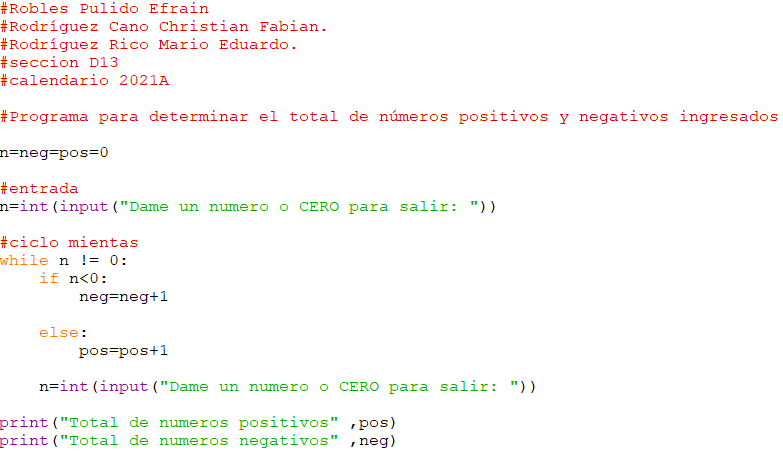 #Robles Pulido Efrain
#Rodríguez Cano Christian Fabian.
#Rodríguez Rico Mario Eduardo.
#seccion D13
#calendario 2021A
#Programa para determinar el total de números positivos y negativos ingresados
n=neg=pos=0
#entrada
n=int(input("Dame un numero o CERO para salir: "))
#ciclo mientas
while n != 0:
    if n<0:
        neg=neg+1
    else:
        pos=pos+1
    n=int(input("Dame un numero o CERO para salir: "))
print("Total de numeros positivos" ,pos)
print("Total de numeros negativos" ,neg)